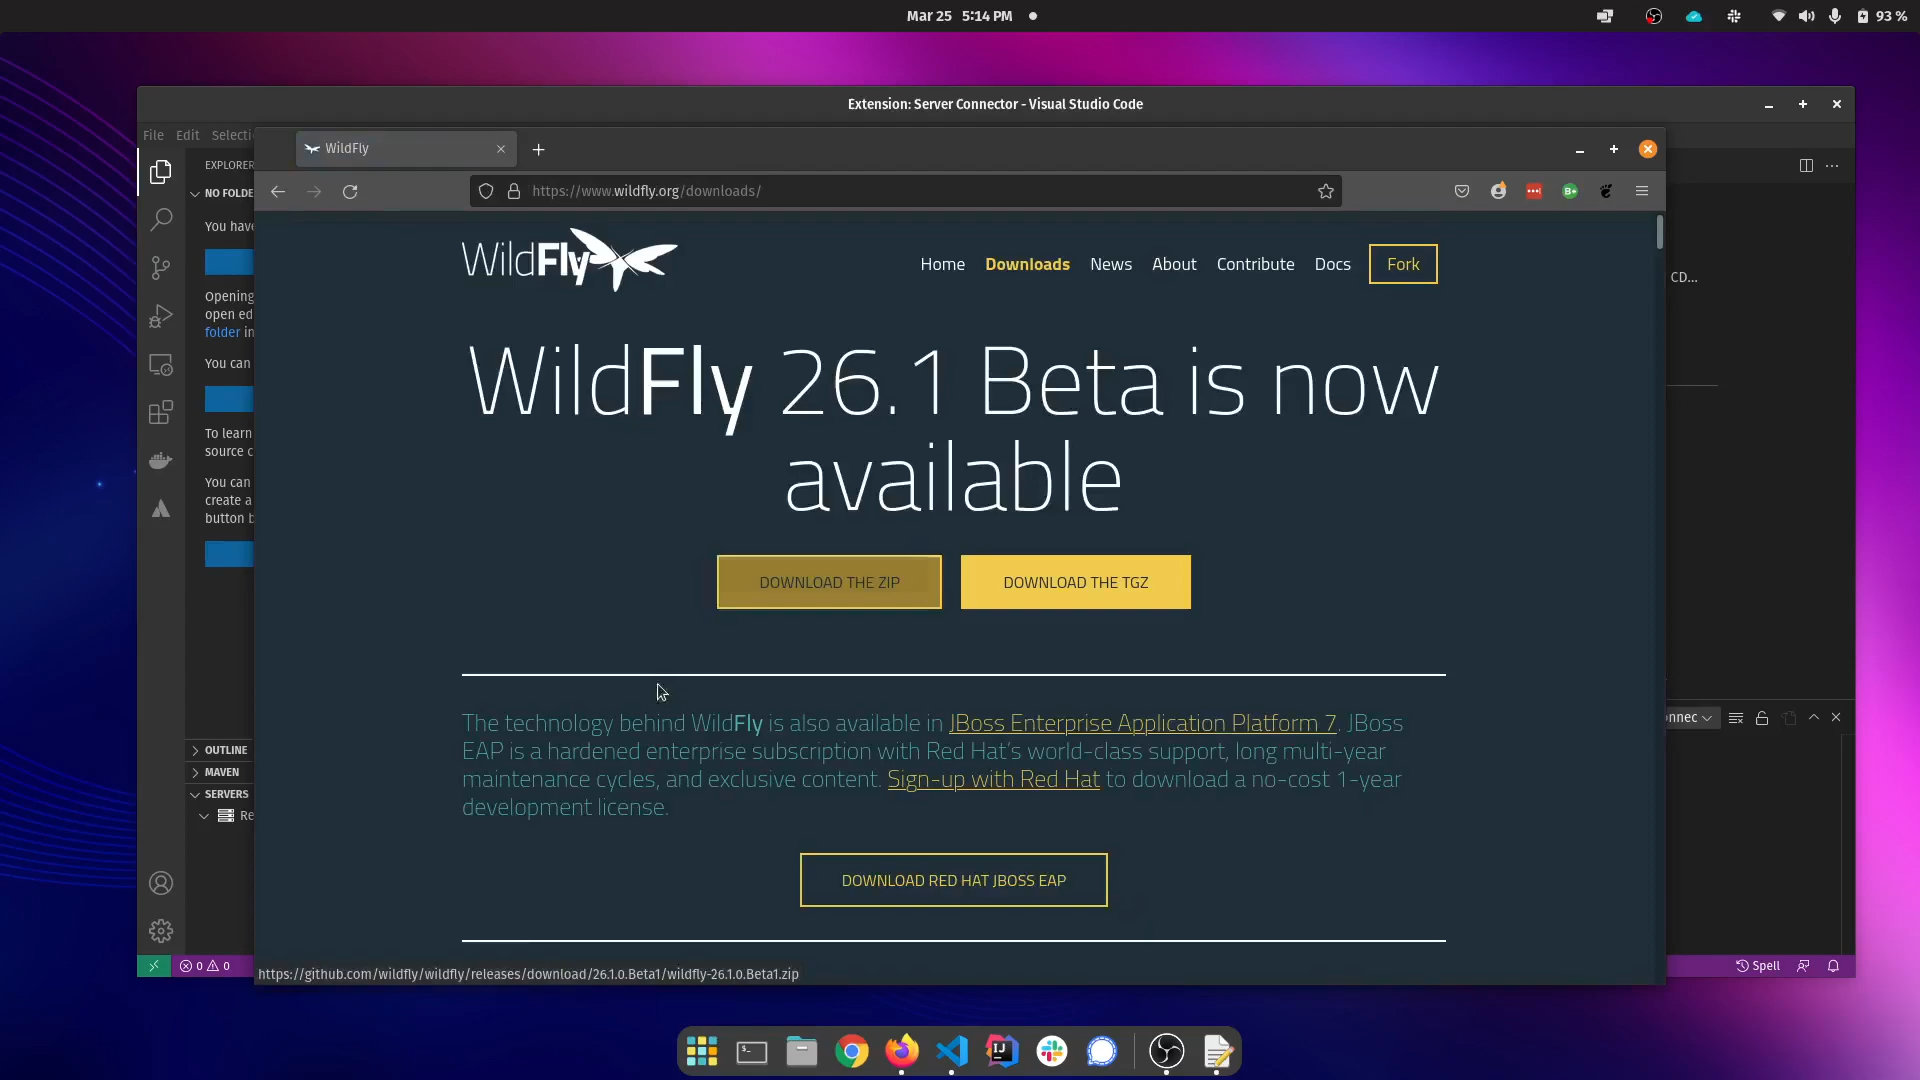 Mar 25 5:14 PM
93 %
Extension: Server Connector - Visual Studio Code
File Edit Selecti
WildFly
EXPLORER
https://www.wildfly.org/downloads/
NO FOLDE
You have
WildFly
Home Downloads News About Contribute Docs Fork
CD...
Opening
open ed
folder in
You can
WildFly 26.1 Beta is now
available
To learn
source c
You can
create a
button b
DOWNLOAD THE ZIP DOWNLOAD THE TGZ
The technology behind WildFly is also available in JBoss Enterprise Application Platform 7. JBoss
EAP is a hardened enterprise subscription with Red Hat's world-class support, long multi-year
maintenance cycles, and exclusive content. Sign-up with Red Hat to download a no-cost 1-year
development license.
nnec
OUTLINE
MAVEN
SERVERS
Re
DOWNLOAD RED HAT JBOSS EAP
0 0
https://github.com/wildfly/wildfly/releases/download/26.1.0.Beta1/wildfly-26.1.0.Beta1.zip
Spell